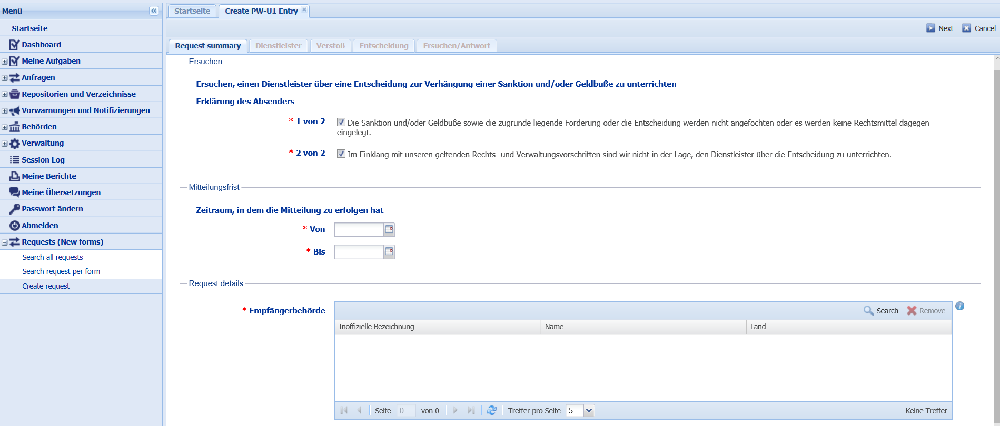 Menü
Startseite
Dashboard
Meine Aufgaben
Anfragen
Repositorien und Verzeichnisse
Vorwarnungen und Notifizierungen
Behörden
Verwaltung
Session Log
Meine Berichte
Meine Übersetzungen
Passwort ändern
Abmelden
Requests (New forms)
Search all requests
Search request per form
Create request
Startseite Create PW-U1 Entry
Next Cancel
Request summary Dienstleister Verstoß Entscheidung Ersuchen/Antwort
Ersuchen
Ersuchen, einen Dienstleister über eine Entscheidung zur Verhängung einer Sanktion und/oder Geldbuße zu unterrichten
Erklärung des Absenders
* 1 von 2 Die Sanktion und/oder Geldbuße sowie die zugrunde liegende Forderung oder die Entscheidung werden nicht angefochten oder es werden keine Rechtsmittel dagegen
eingelegt.
* 2 von 2 Im Einklang mit unseren geltenden Rechts- und Verwaltungsvorschriften sind wir nicht in der Lage, den Dienstleister über die Entscheidung zu unterrichten.
Mitteilungsfrist
Zeitraum, in dem die Mitteilung zu erfolgen hat
* Von
* Bis
Request details
* Empfängerbehörde Search Remove
Inoffizielle Bezeichnung Name Land
Seite 0 von 0 Treffer pro Seite 5 Keine Treffer